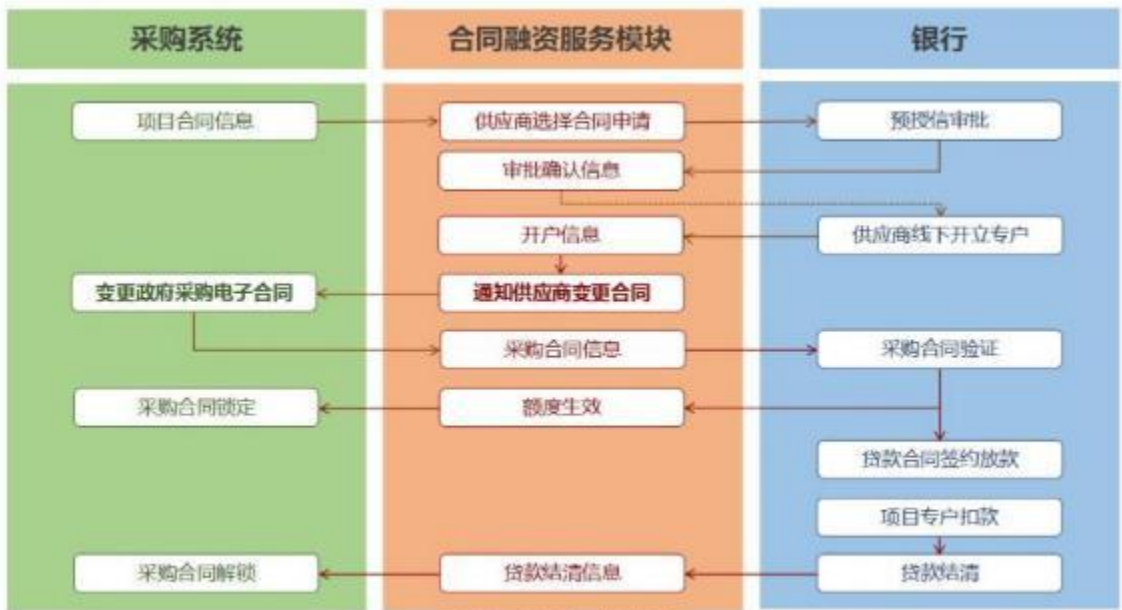 采购系统
合同融资服务模块
银行
项目合同信息
供应商选择合同申请
预授信审批
审批确认信息
开户信息
供应商线下开立专户
变更政府采购电子合同
通知供应商变更合同
采购合同信息
采购合同验证
采购合同锁定
额度生效
贷款合同签约放款
项目专户扣款
采购合同解锁
贷款结清信息
贷款结清